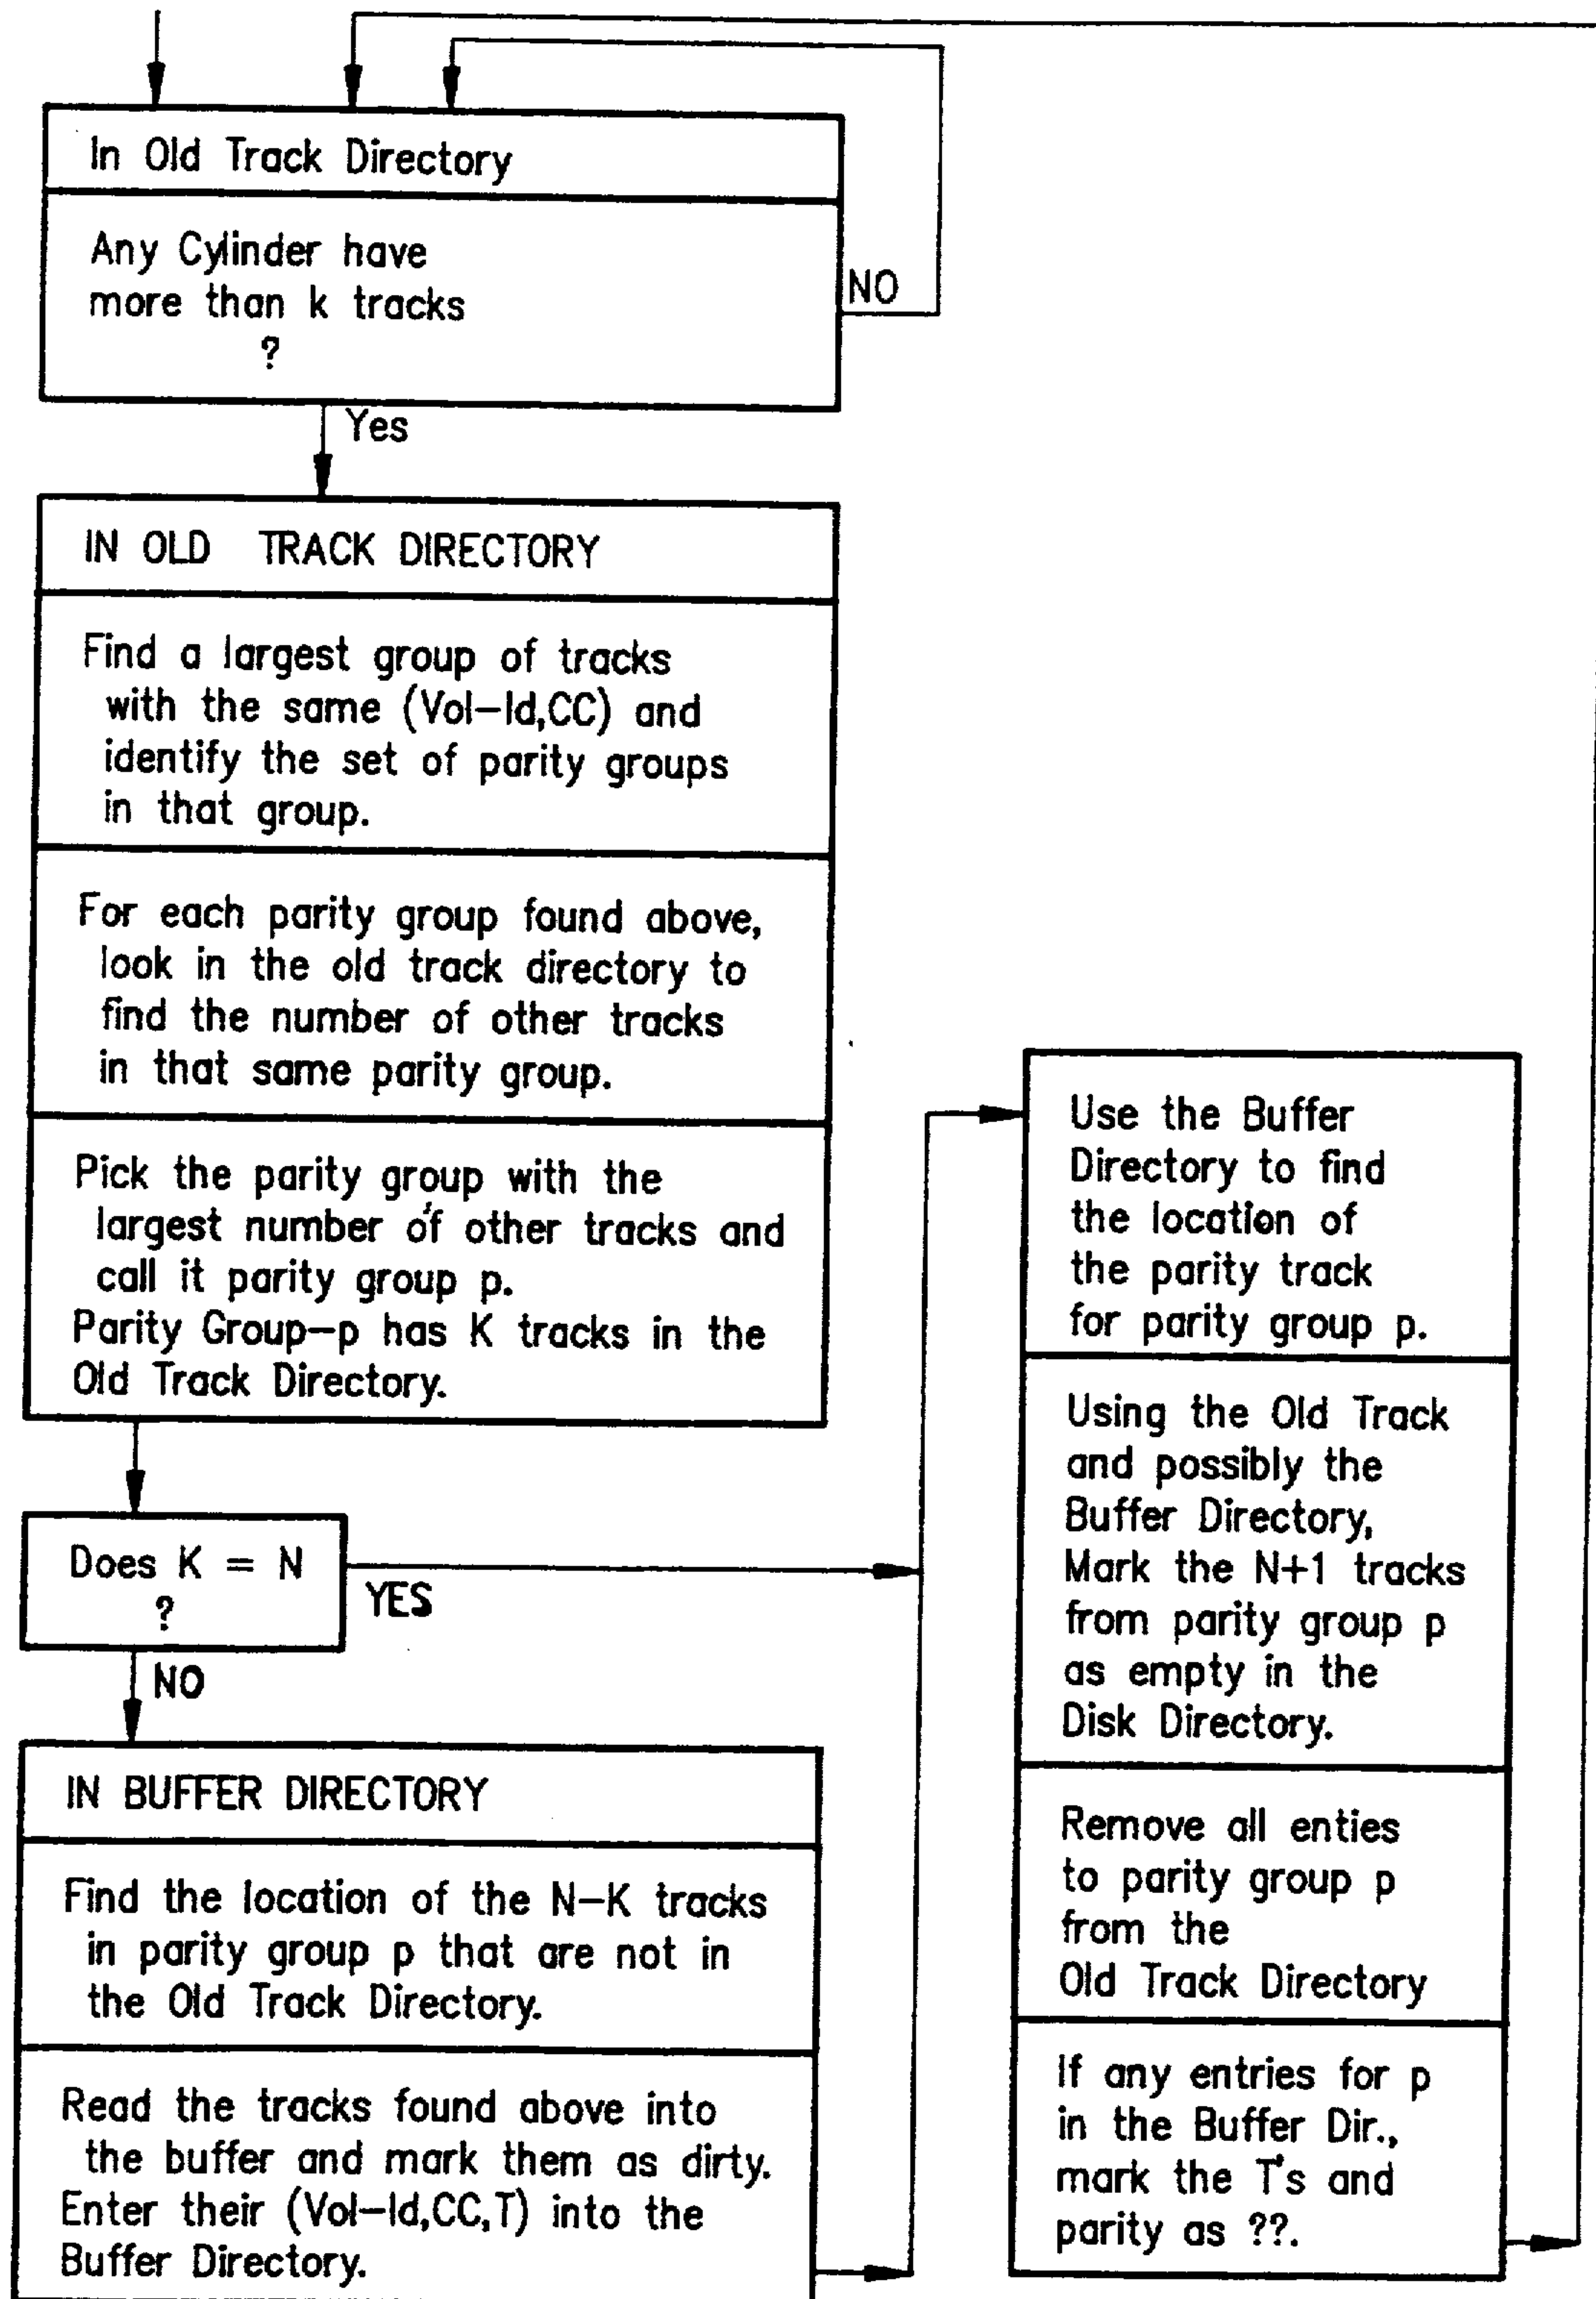 In Old Track Directory
Any Cylinder have
more than k tracks
?
NO
Yes
IN OLD TRACK DIRECTORY
Find a largest group of tracks
with the same (Vol-Id,CC) and
identify the set of parity groups
in that group.
For each parity group found above,
look in the old track directory to
find the number of other tracks
in that same parity group.
Pick the parity group with the
largest number of other tracks and
call it parity group p.
Parity Group-p has K tracks in the
Old Track Directory.
Does K = N
?
YES
NO
IN BUFFER DIRECTORY
Find the location of the N-K tracks
in parity group p that are not in
the Old Track Directory.
Read the tracks found above into
the buffer and mark them as dirty.
Enter their (Vol-Id,CC,T) into the
Buffer Directory.
Use the Buffer
Directory to find
the location of
the parity track
for parity group p.
Using the Old Track
and possibly the
Buffer Directory,
Mark the N+1 tracks
from parity group p
as empty in the
Disk Directory.
Remove all enties
to parity group p
from the
Old Track Directory
If any entries for p
in the Buffer Dir.,
mark the T's and
parity as ??.